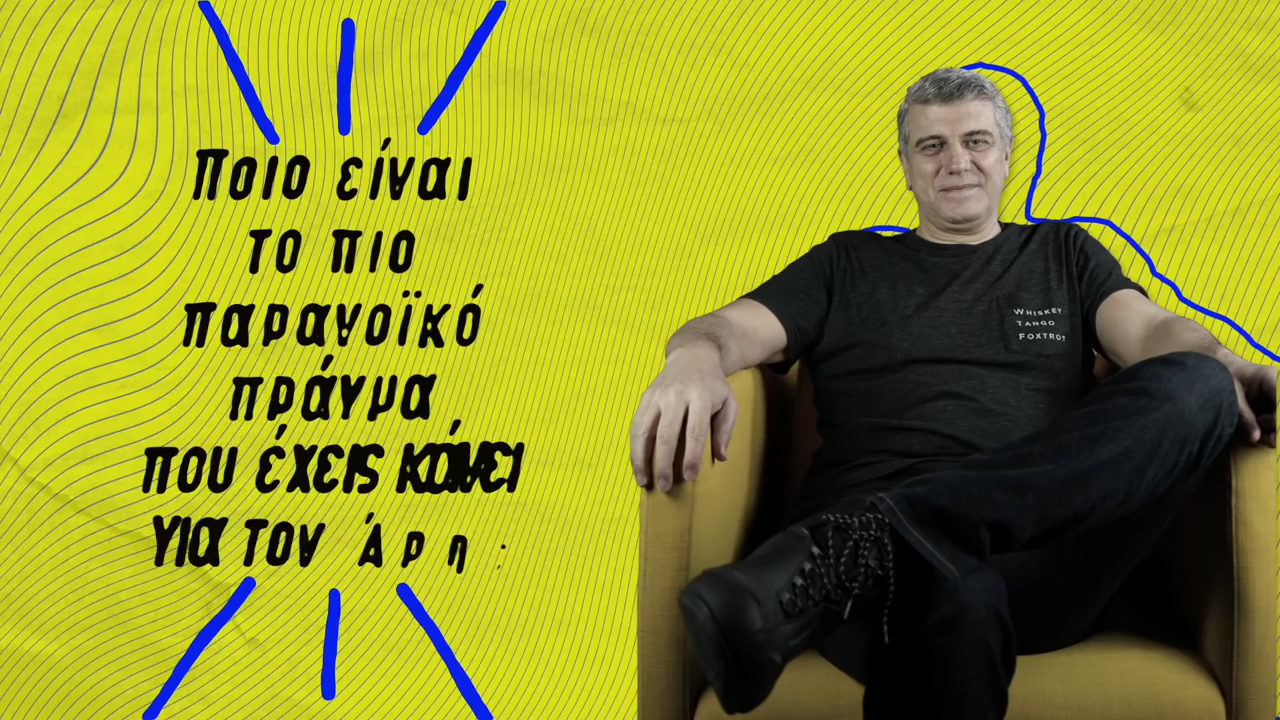 Ποιο είναι
το πιο
παρανοϊκό
πράγμα
που έχεις κάνει
για τον Άρη;
WHISKEY
TANGO
FOXTROT